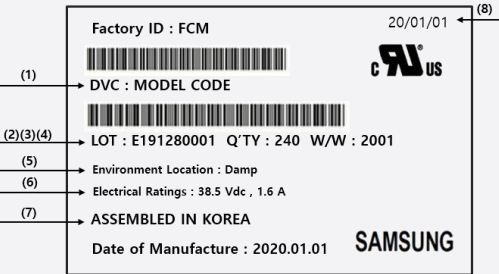 (8)
20/01/01
Factory ID : FCM
c RU US
(1)
DVC : MODEL CODE
(2)(3)(4)
LOT : E191280001 Q'TY : 240 W/W : 2001
(5)
Environment Location : Damp
(6)
Electrical Ratings : 38.5 Vdc , 1.6 A
(7)
ASSEMBLED IN KOREA
Date of Manufacture : 2020.01.01
SAMSUNG